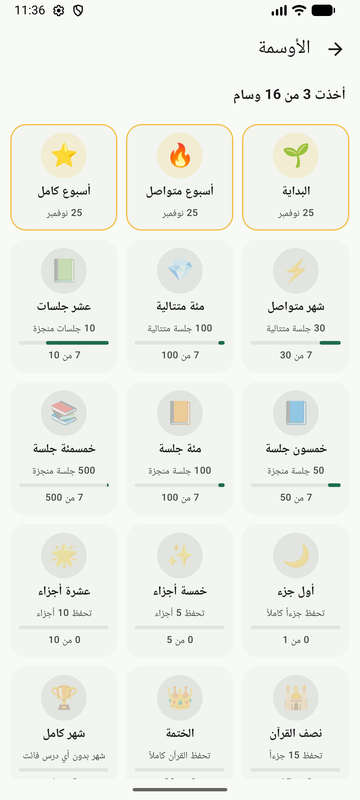 11:36
الأوسمة
أخذت 3 من 16 وسام
البداية
25 نوفمبر
أسبوع متواصل
25 نوفمبر
أسبوع كامل
25 نوفمبر
شهر متواصل
30 جلسة متتالية
7 من 30
مئة متتالية
100 جلسة متتالية
7 من 100
عشر جلسات
10 جلسات منجزة
7 من 10
خمسون جلسة
50 جلسة منجزة
7 من 50
مئة جلسة
100 جلسة منجزة
7 من 100
خمسمئة جلسة
500 جلسة منجزة
7 من 500
أول جزء
تحفظ جزءاً كاملاً
0 من 1
خمسة أجزاء
تحفظ 5 أجزاء
0 من 5
عشرة أجزاء
تحفظ 10 أجزاء
0 من 10
نصف القرآن
تحفظ 15 جزءاً
الختمة
تحفظ القرآن كاملاً
شهر كامل
شهر بدون أي درس فائت